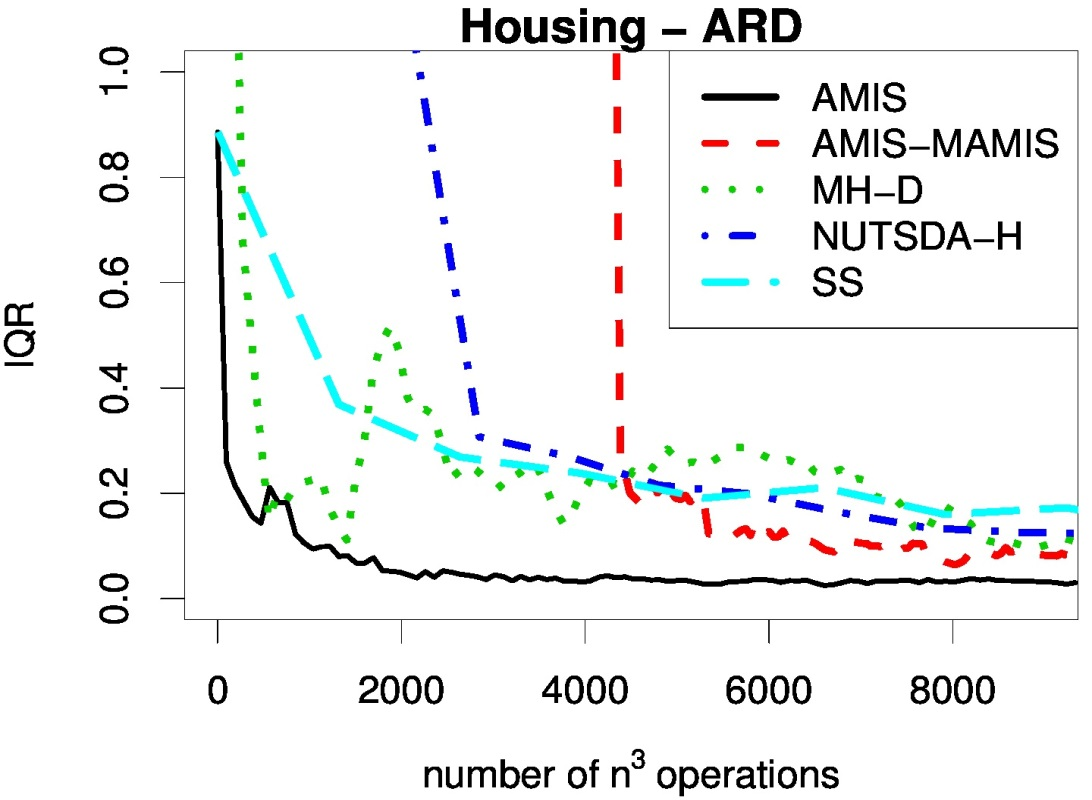 Housing – ARD
IQR
1.0
0.8
0.6
0.4
0.2
0.0
AMIS
AMIS–MAMIS
MH–D
NUTSDA–H
SS
0 2000 4000 6000 8000
number of n³ operations